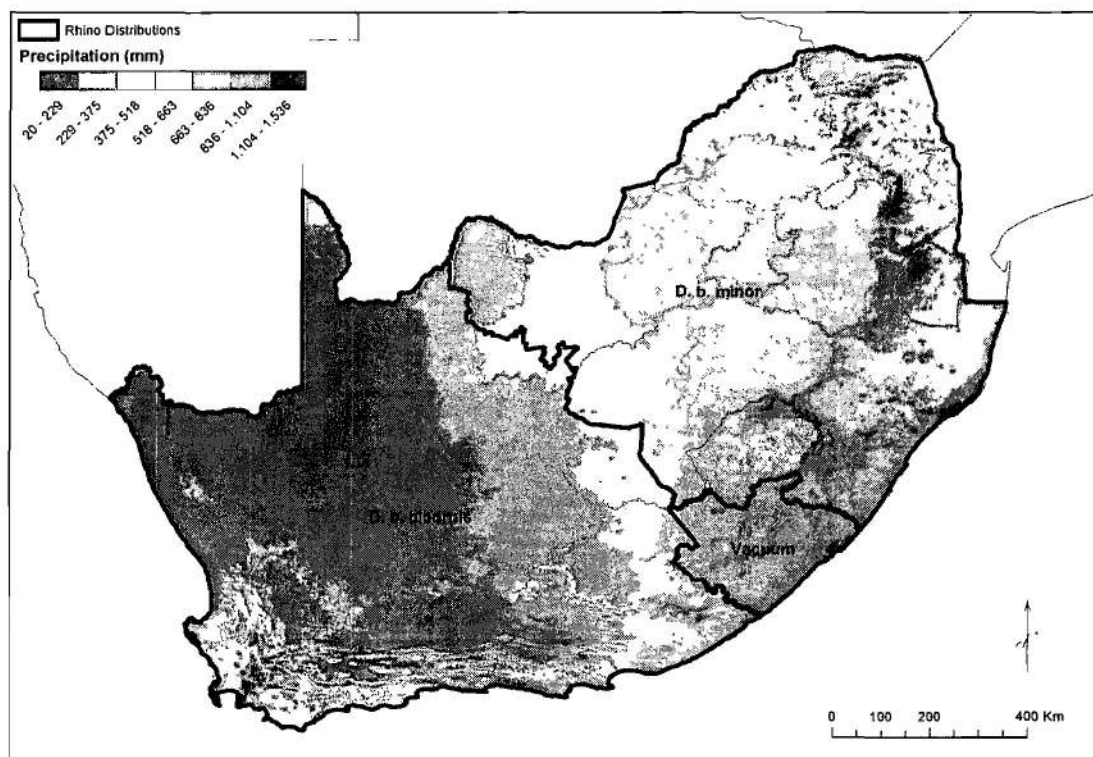 Rhino Distributions
Precipitation (mm)
20 - 229
229 - 375
375 - 518
518 - 663
663 - 836
836 - 1.104
1.104 - 1.536
D. b. minor
D. b.
Vacuum
0 100 200 400 Km